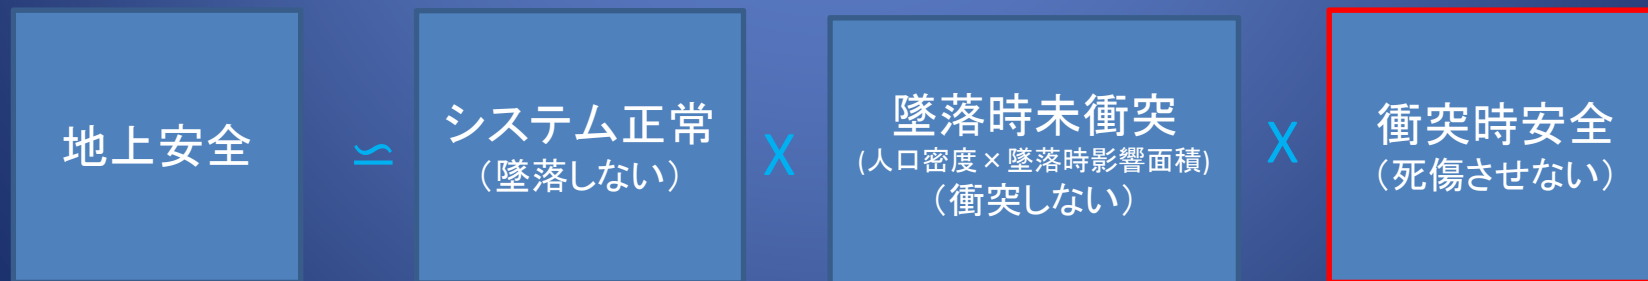 地上安全
≃
システム正常
（墜落しない）
X
墜落時未衝突
(人口密度×墜落時影響面積)
（衝突しない）
X
衝突時安全
（死傷させない）